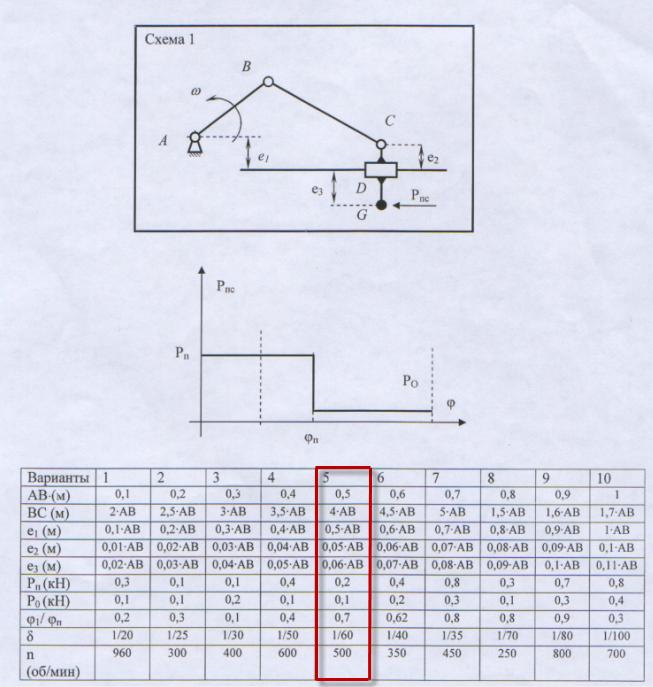 Схема 1
B
ω
A
C
e₁
e₂
e₃
D
Pпс
G
Pпс
Pп
PО
φ
φп
Варианты 1 2 3 4 5 6 7 8 9 10
AB·(м) 0,1 0,2 0,3 0,4 0,5 0,6 0,7 0,8 0,9 1
BC (м) 2·AB 2,5·AB 3·AB 3,5·AB 4·AB 4,5·AB 5·AB 1,5·AB 1,6·AB 1,7·AB
e₁ (м) 0,1·AB 0,2·AB 0,3·AB 0,4·AB 0,5·AB 0,6·AB 0,7·AB 0,8·AB 0,9·AB 1·AB
e₂ (м) 0,01·AB 0,02·AB 0,03·AB 0,04·AB 0,05·AB 0,06·AB 0,07·AB 0,08·AB 0,09·AB 0,1·AB
e₃ (м) 0,02·AB 0,03·AB 0,04·AB 0,05·AB 0,06·AB 0,07·AB 0,08·AB 0,09·AB 0,1·AB 0,11·AB
Pп (кН) 0,3 0,1 0,1 0,4 0,2 0,4 0,8 0,3 0,7 0,8
P₀ (кН) 0,1 0,1 0,2 0,1 0,1 0,2 0,3 0,1 0,3 0,4
φ₁/ φп 0,2 0,3 0,1 0,4 0,7 0,62 0,8 0,8 0,9 0,3
δ 1/20 1/25 1/30 1/50 1/60 1/40 1/35 1/70 1/80 1/100
n 960 300 400 600 500 350 450 250 800 700
(об/мин)